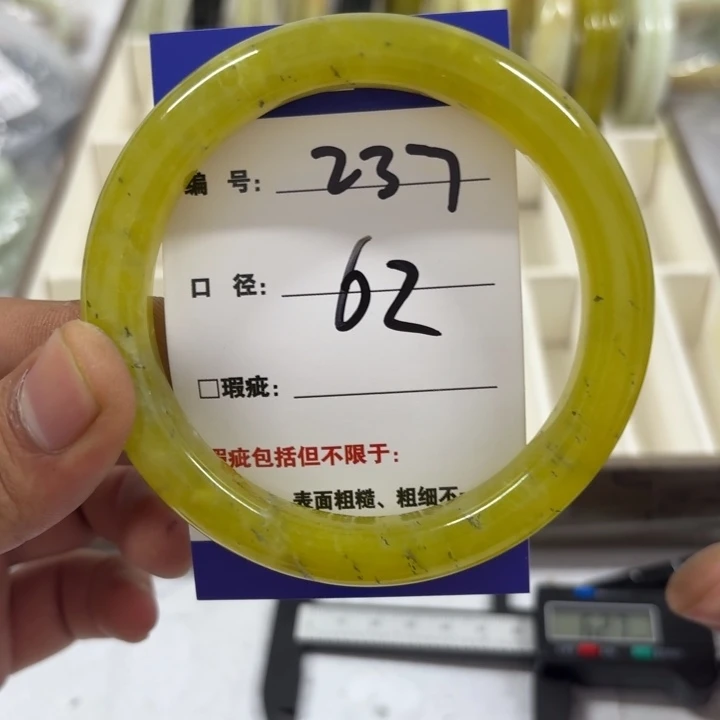 编 号: 237
口 径: 62
□瑕疵:
瑕疵包括但不限于:
表面粗糙、粗细不